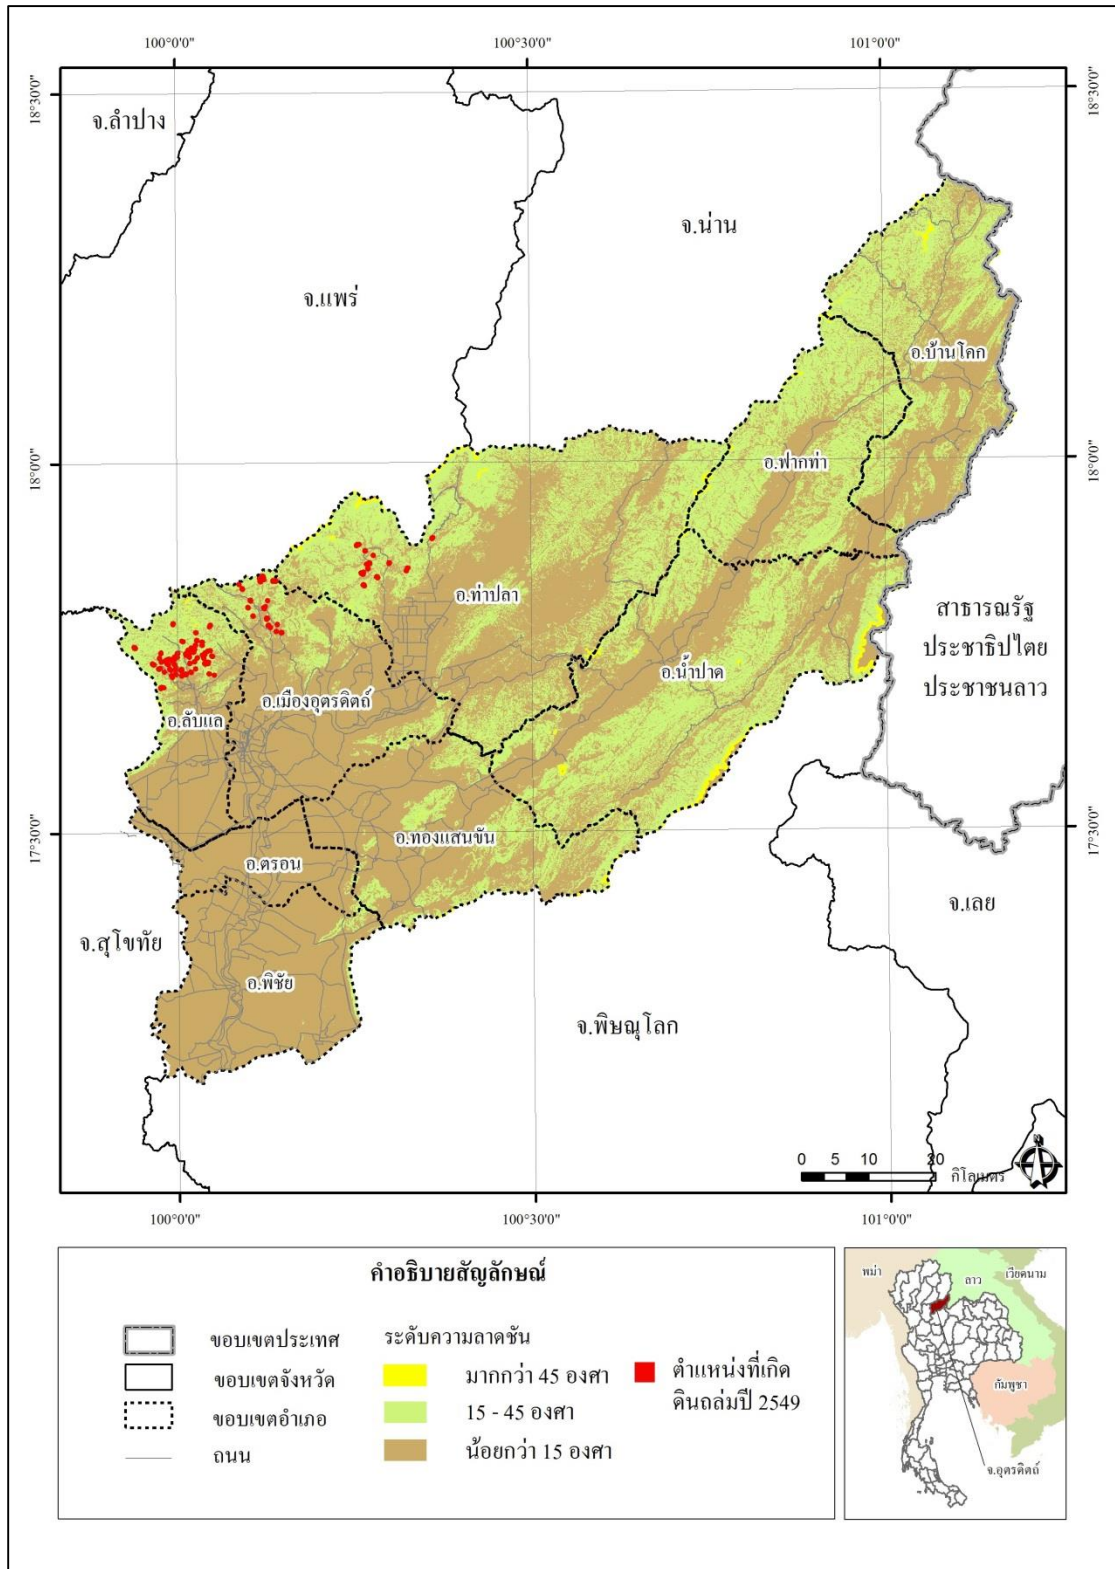 100°0'0"
100°30'0"
101°0'0"
18°30'0"
18°30'0"
จ.ลำปาง
จ.น่าน
จ.แพร่
อ.บ้านโคก
18°0'0"
18°0'0"
อ.ฟากท่า
อ.ท่าปลา
สาธารณรัฐ
ประชาธิปไตย
ประชาชนลาว
อ.น้ำปาด
อ.เมืองอุตรดิตถ์
อ.ลับแล
17°30'0"
17°30'0"
อ.ทองแสนขัน
อ.ตรอน
จ.เลย
จ.สุโขทัย
อ.พิชัย
จ.พิษณุโลก
0 5 10 20
กิโลเมตร
100°0'0"
100°30'0"
101°0'0"
คำอธิบายสัญลักษณ์
ขอบเขตประเทศ
ขอบเขตจังหวัด
ขอบเขตอำเภอ
ถนน
ระดับความลาดชัน
มากกว่า 45 องศา
15 - 45 องศา
น้อยกว่า 15 องศา
ตำแหน่งที่เกิด
ดินถล่มปี 2549
พม่า
ลาว
เวียดนาม
กัมพูชา
จ.อุตรดิตถ์